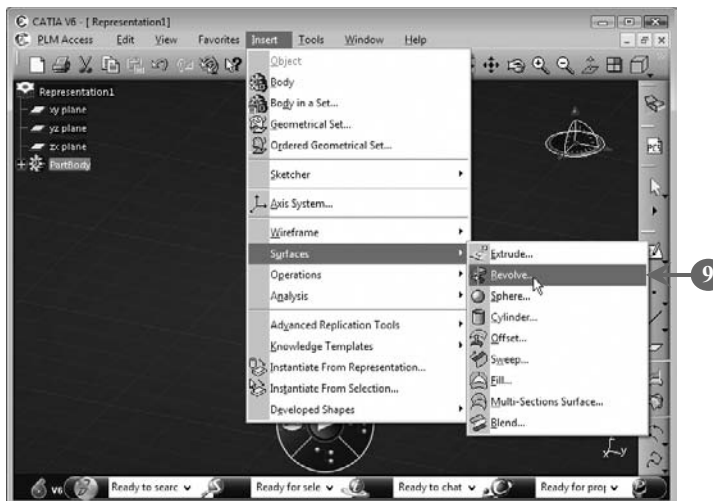 CATIA V6 - [ Representation1]
PLM Access Edit View Favorites Insert Tools Window Help
Representation1
xy plane
yz plane
zx plane
PartBody
Object
Body
Body in a Set...
Geometrical Set...
Ordered Geometrical Set...
Sketcher
Axis System...
Wireframe
Surfaces
Operations
Analysis
Advanced Replication Tools
Knowledge Templates
Instantiate From Representation...
Instantiate From Selection...
Developed Shapes
Extrude...
Revolve...
Sphere...
Cylinder...
Offset...
Sweep...
Fill...
Multi-Sections Surface...
Blend...
9
PCS
x y
V6 Ready to searc Ready for sele Ready to chat Ready for proj